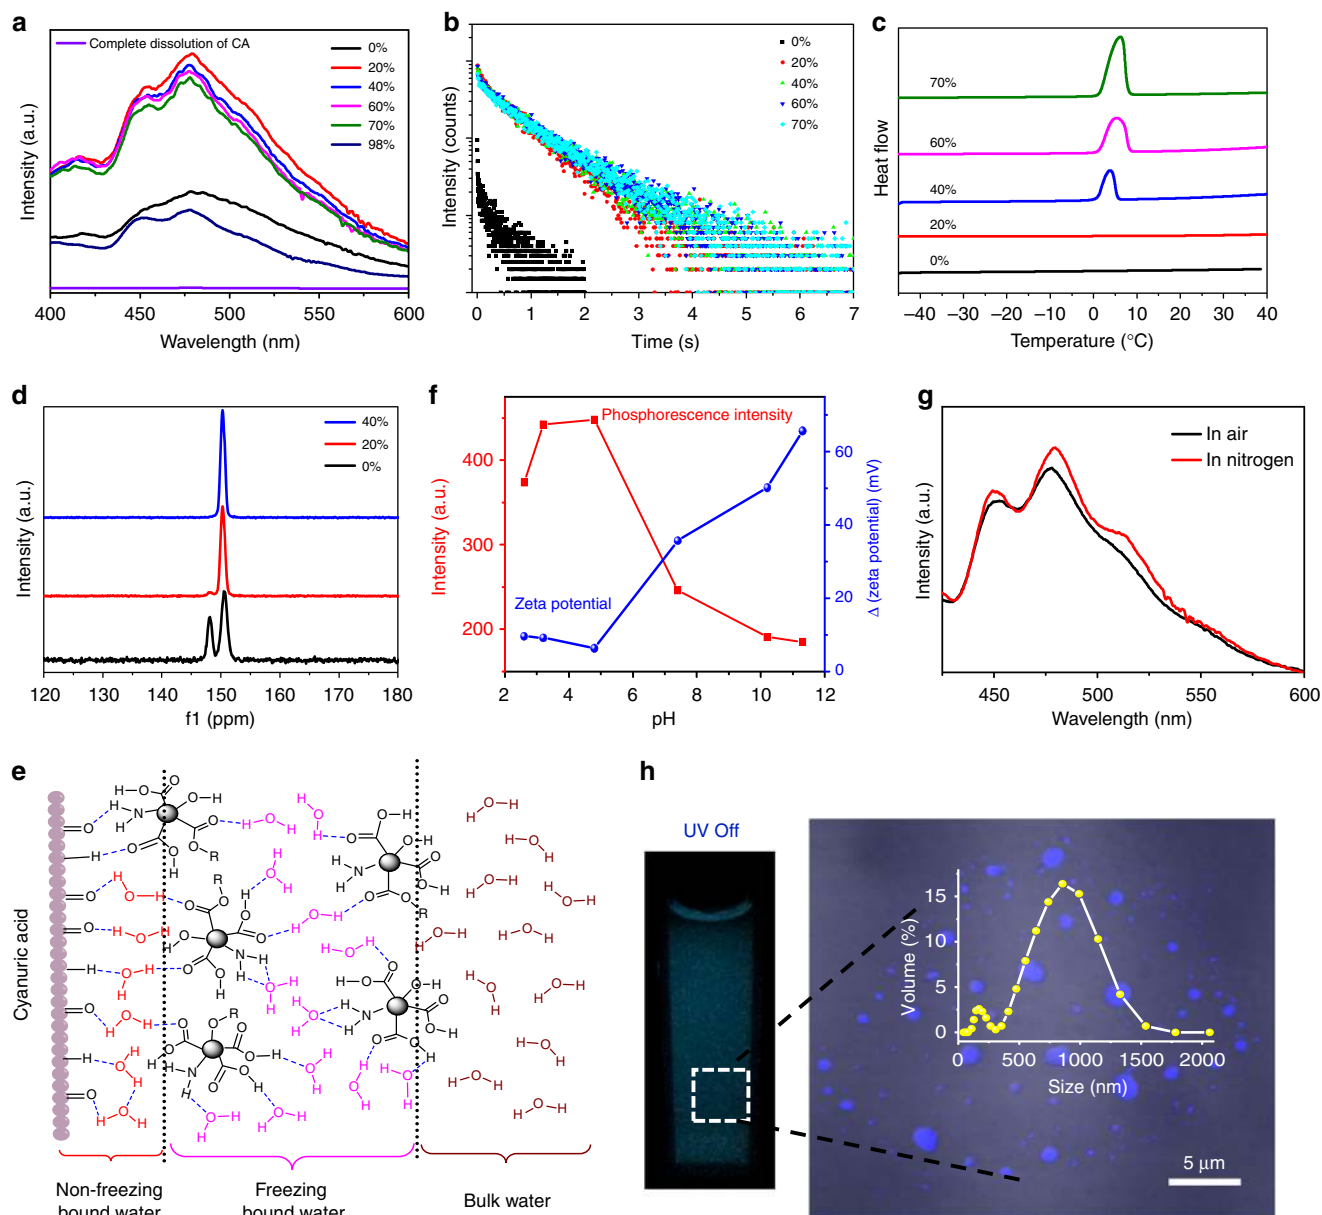 a
Complete dissolution of CA
0%
20%
40%
60%
70%
98%
Intensity (a.u.)
400 450 500 550 600
Wavelength (nm)
b
0%
20%
40%
60%
70%
Intensity (counts)
0 1 2 3 4 5 6 7
Time (s)
c
70%
60%
40%
20%
0%
Heat flow
–40 –30 –20 –10 0 10 20 30 40
Temperature (°C)
d
40%
20%
0%
Intensity (a.u.)
120 130 140 150 160 170 180
f1 (ppm)
f
Phosphorescence intensity
Zeta potential
Intensity (a.u.)
400
300
200
Δ (zeta potential) (mV)
60
40
20
0
2 4 6 8 10 12
pH
g
In air
In nitrogen
Intensity (a.u.)
450 500 550 600
Wavelength (nm)
e
Cyanuric acid
Non-freezing
bound water
Freezing
bound water
Bulk water
h
UV Off
Volume (%)
15
10
5
0
0 500 1000 1500 2000
Size (nm)
5 μm